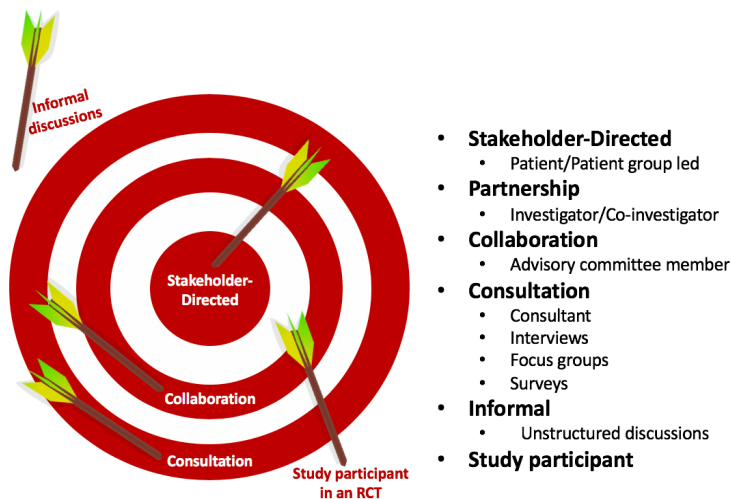 Informal
discussions
Stakeholder-
Directed
Collaboration
Consultation
Study participant
in an RCT
• Stakeholder-Directed
• Patient/Patient group led
• Partnership
• Investigator/Co-investigator
• Collaboration
• Advisory committee member
• Consultation
• Consultant
• Interviews
• Focus groups
• Surveys
• Informal
• Unstructured discussions
• Study participant